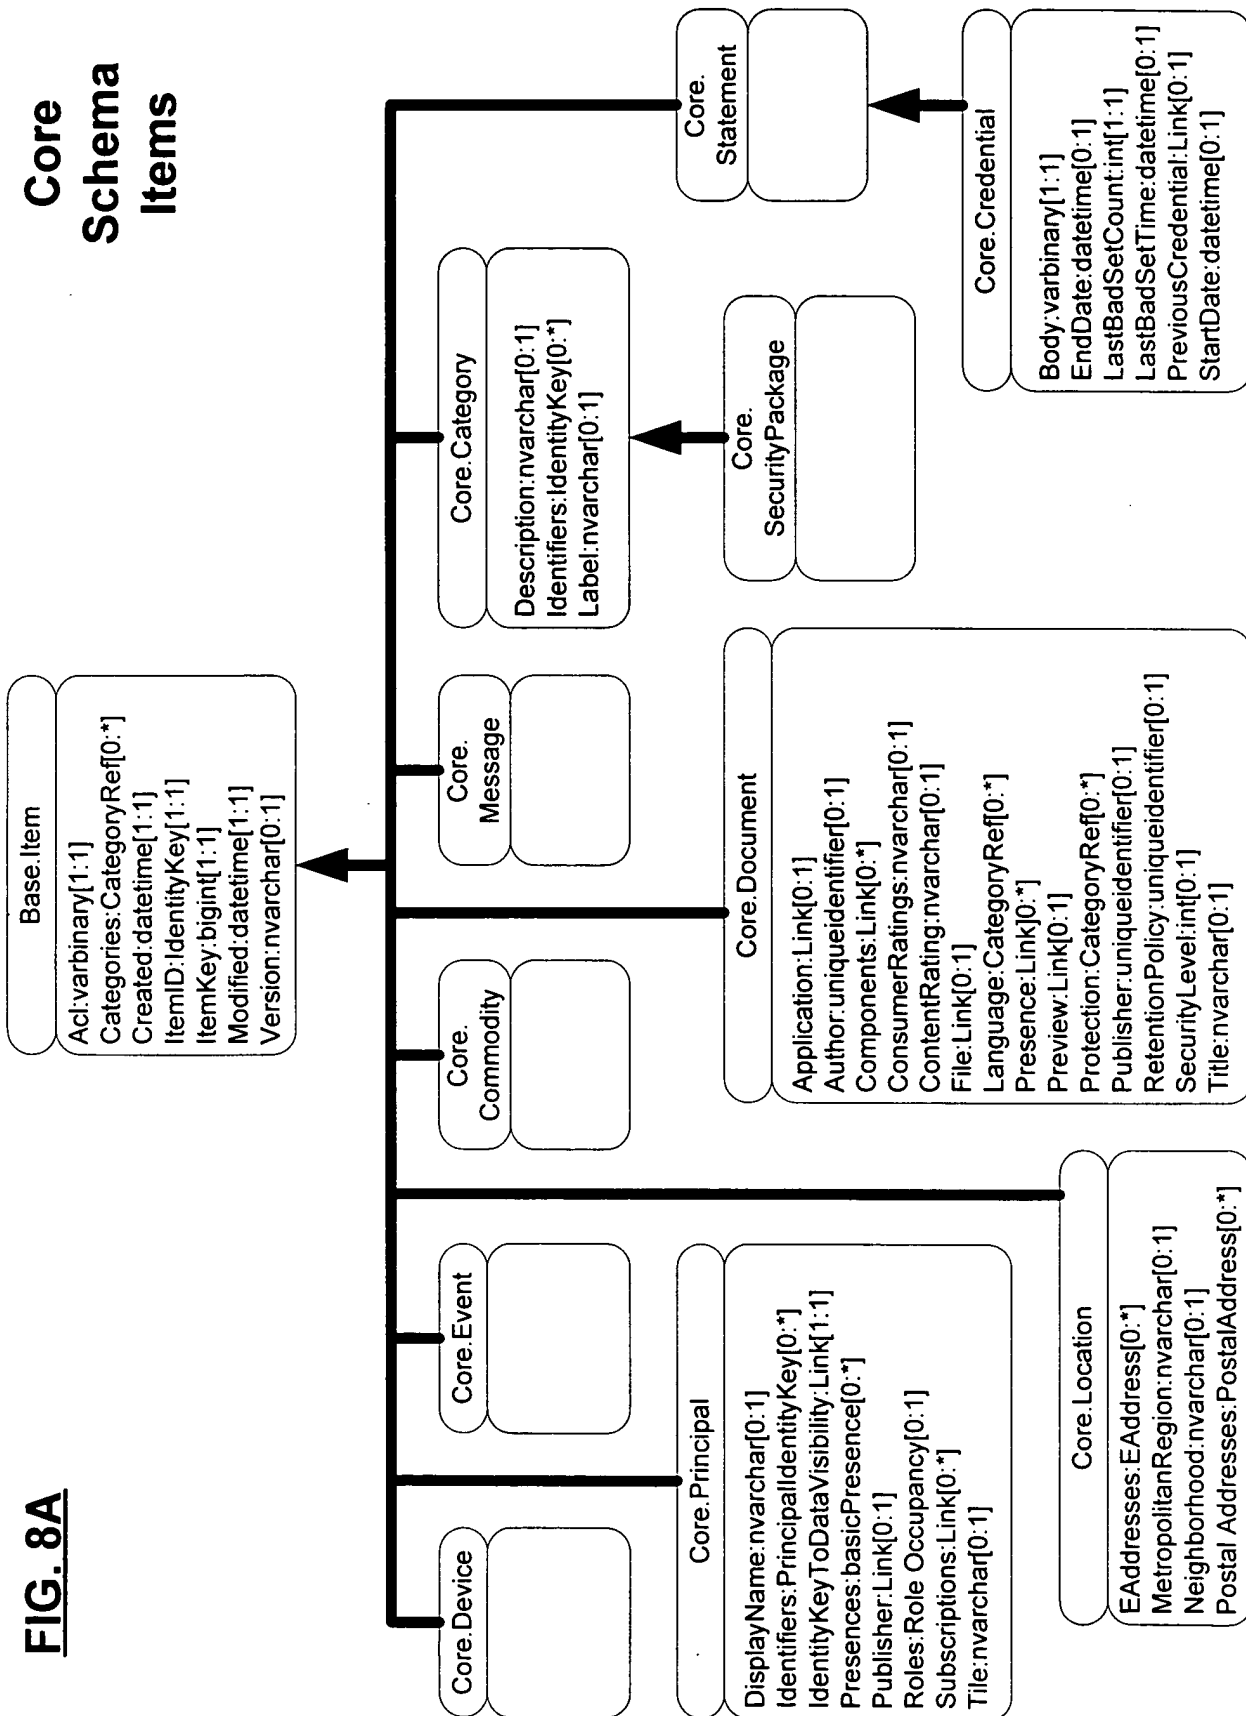 FIG. 8A
Core
Schema
Items
Base.Item
Acl:varbinary[1:1]
Categories:CategoryRef[0:*]
Created:datetime[1:1]
ItemID:IdentityKey[1:1]
ItemKey:bigint[1:1]
Modified:datetime[1:1]
Version:nvarchar[0:1]
Core.Device
Core.Event
Core.
Commodity
Core.
Message
Core.Category
Description:nvarchar[0:1]
Identifiers:IdentityKey[0:*]
Label:nvarchar[0:1]
Core.
Statement
Core.Principal
DisplayName:nvarchar[0:1]
Identifiers:PrincipalIdentityKey[0:*]
IdentityKeyToDataVisibility:Link[1:1]
Presences:basicPresence[0:*]
Publisher:Link[0:1]
Roles:Role Occupancy[0:1]
Subscriptions:Link[0:*]
Tile:nvarchar[0:1]
Core.Document
Application:Link[0:1]
Author:uniqueidentifier[0:1]
Components:Link[0:*]
ConsumerRatings:nvarchar[0:1]
ContentRating:nvarchar[0:1]
File:Link[0:1]
Language:CategoryRef[0:*]
Presence:Link]0:*]
Preview:Link[0:1]
Protection:CategoryRef[0:*]
Publisher:uniqueidentifier[0:1]
RetentionPolicy:uniqueidentifier[0:1]
SecurityLevel:int[0:1]
Title:nvarchar[0:1]
Core.
SecurityPackage
Core.Credential
Body:varbinary[1:1]
EndDate:datetime[0:1]
LastBadSetCount:int[1:1]
LastBadSetTime:datetime[0:1]
PreviousCredential:Link[0:1]
StartDate:datetime[0:1]
Core.Location
EAddresses:EAddress[0:*]
MetropolitanRegion:nvarchar[0:1]
Neighborhood:nvarchar[0:1]
Postal Addresses:PostalAddress[0:*]